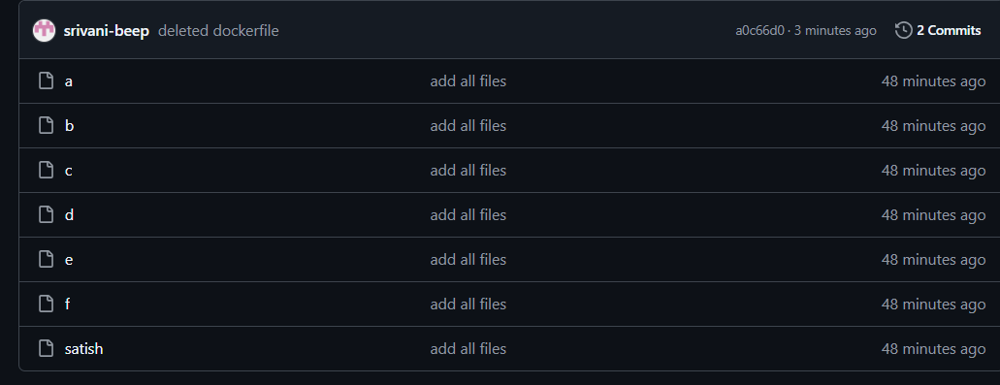 srivani-beep deleted dockerfile a0c66d0 · 3 minutes ago 2 Commits
a add all files 48 minutes ago
b add all files 48 minutes ago
c add all files 48 minutes ago
d add all files 48 minutes ago
e add all files 48 minutes ago
f add all files 48 minutes ago
satish add all files 48 minutes ago